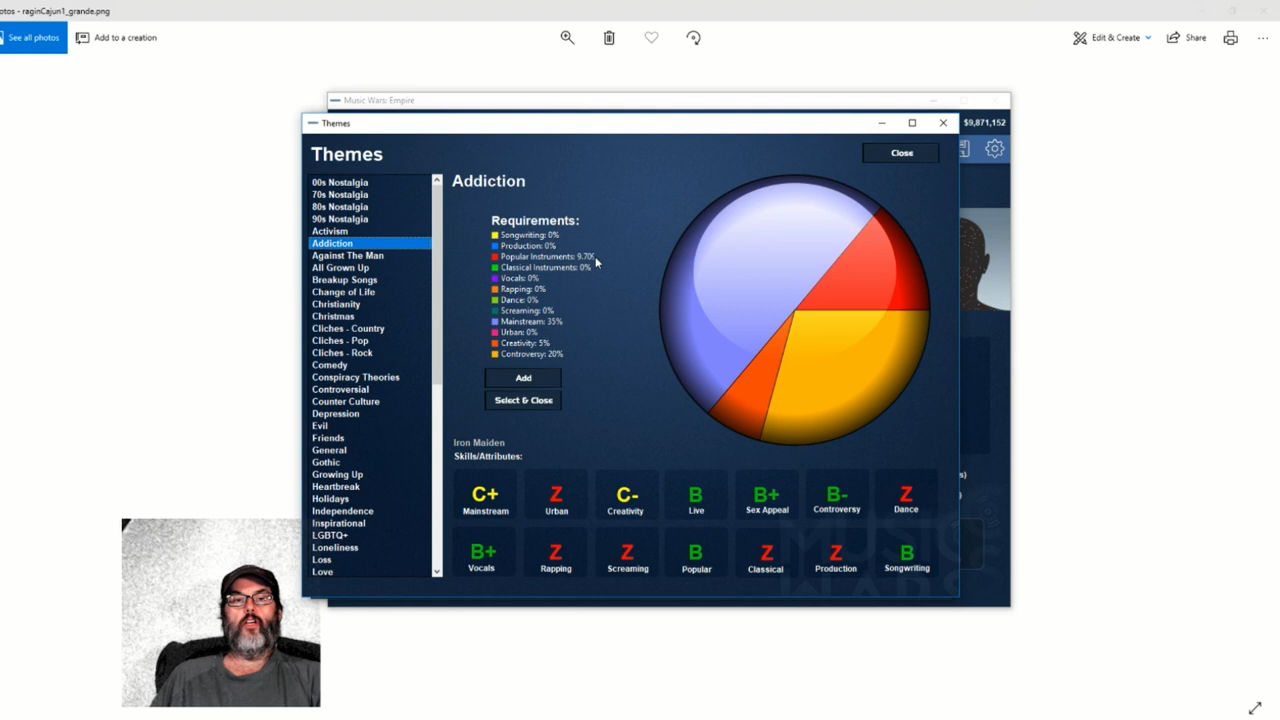 otos - raginCajun1_grande.png
See all photos
Add to a creation
Edit & Create
Share
Music Wars: Empire
Themes
$9,871,152
Themes
Close
00s Nostalgia
70s Nostalgia
80s Nostalgia
90s Nostalgia
Activism
Addiction
Against The Man
All Grown Up
Breakup Songs
Change of Life
Christianity
Christmas
Cliches - Country
Cliches - Pop
Cliches - Rock
Comedy
Conspiracy Theories
Controversial
Counter Culture
Depression
Evil
Friends
General
Gothic
Growing Up
Heartbreak
Holidays
Independence
Inspirational
LGBTQ+
Loneliness
Loss
Love
Addiction
Requirements:
Songwriting: 0%
Production: 0%
Popular Instruments: 9.70%
Classical Instruments: 0%
Vocals: 0%
Rapping: 0%
Dance: 0%
Screaming: 0%
Mainstream: 35%
Urban: 0%
Creativity: 5%
Controversy: 20%
Add
Select & Close
Iron Maiden
Skills/Attributes:
C+ Z C- B B+ B- Z
Mainstream Urban Creativity Live Sex Appeal Controversy Dance
B+ Z Z B Z Z B
Vocals Rapping Screaming Popular Classical Production Songwriting
MUSIC
WARS
s)
)